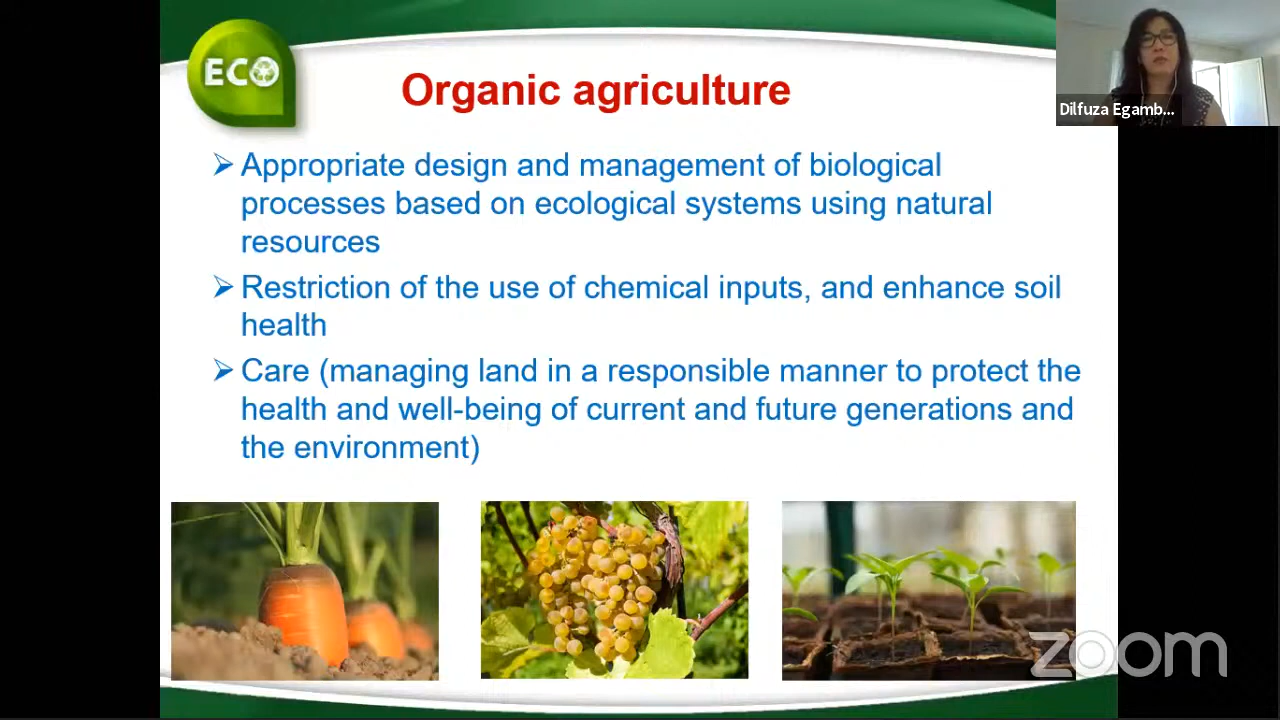 ECO
Organic agriculture
Dilfuza Egamb...
➢ Appropriate design and management of biological
processes based on ecological systems using natural
resources
➢ Restriction of the use of chemical inputs, and enhance soil
health
➢ Care (managing land in a responsible manner to protect the
health and well-being of current and future generations and
the environment)
zoom